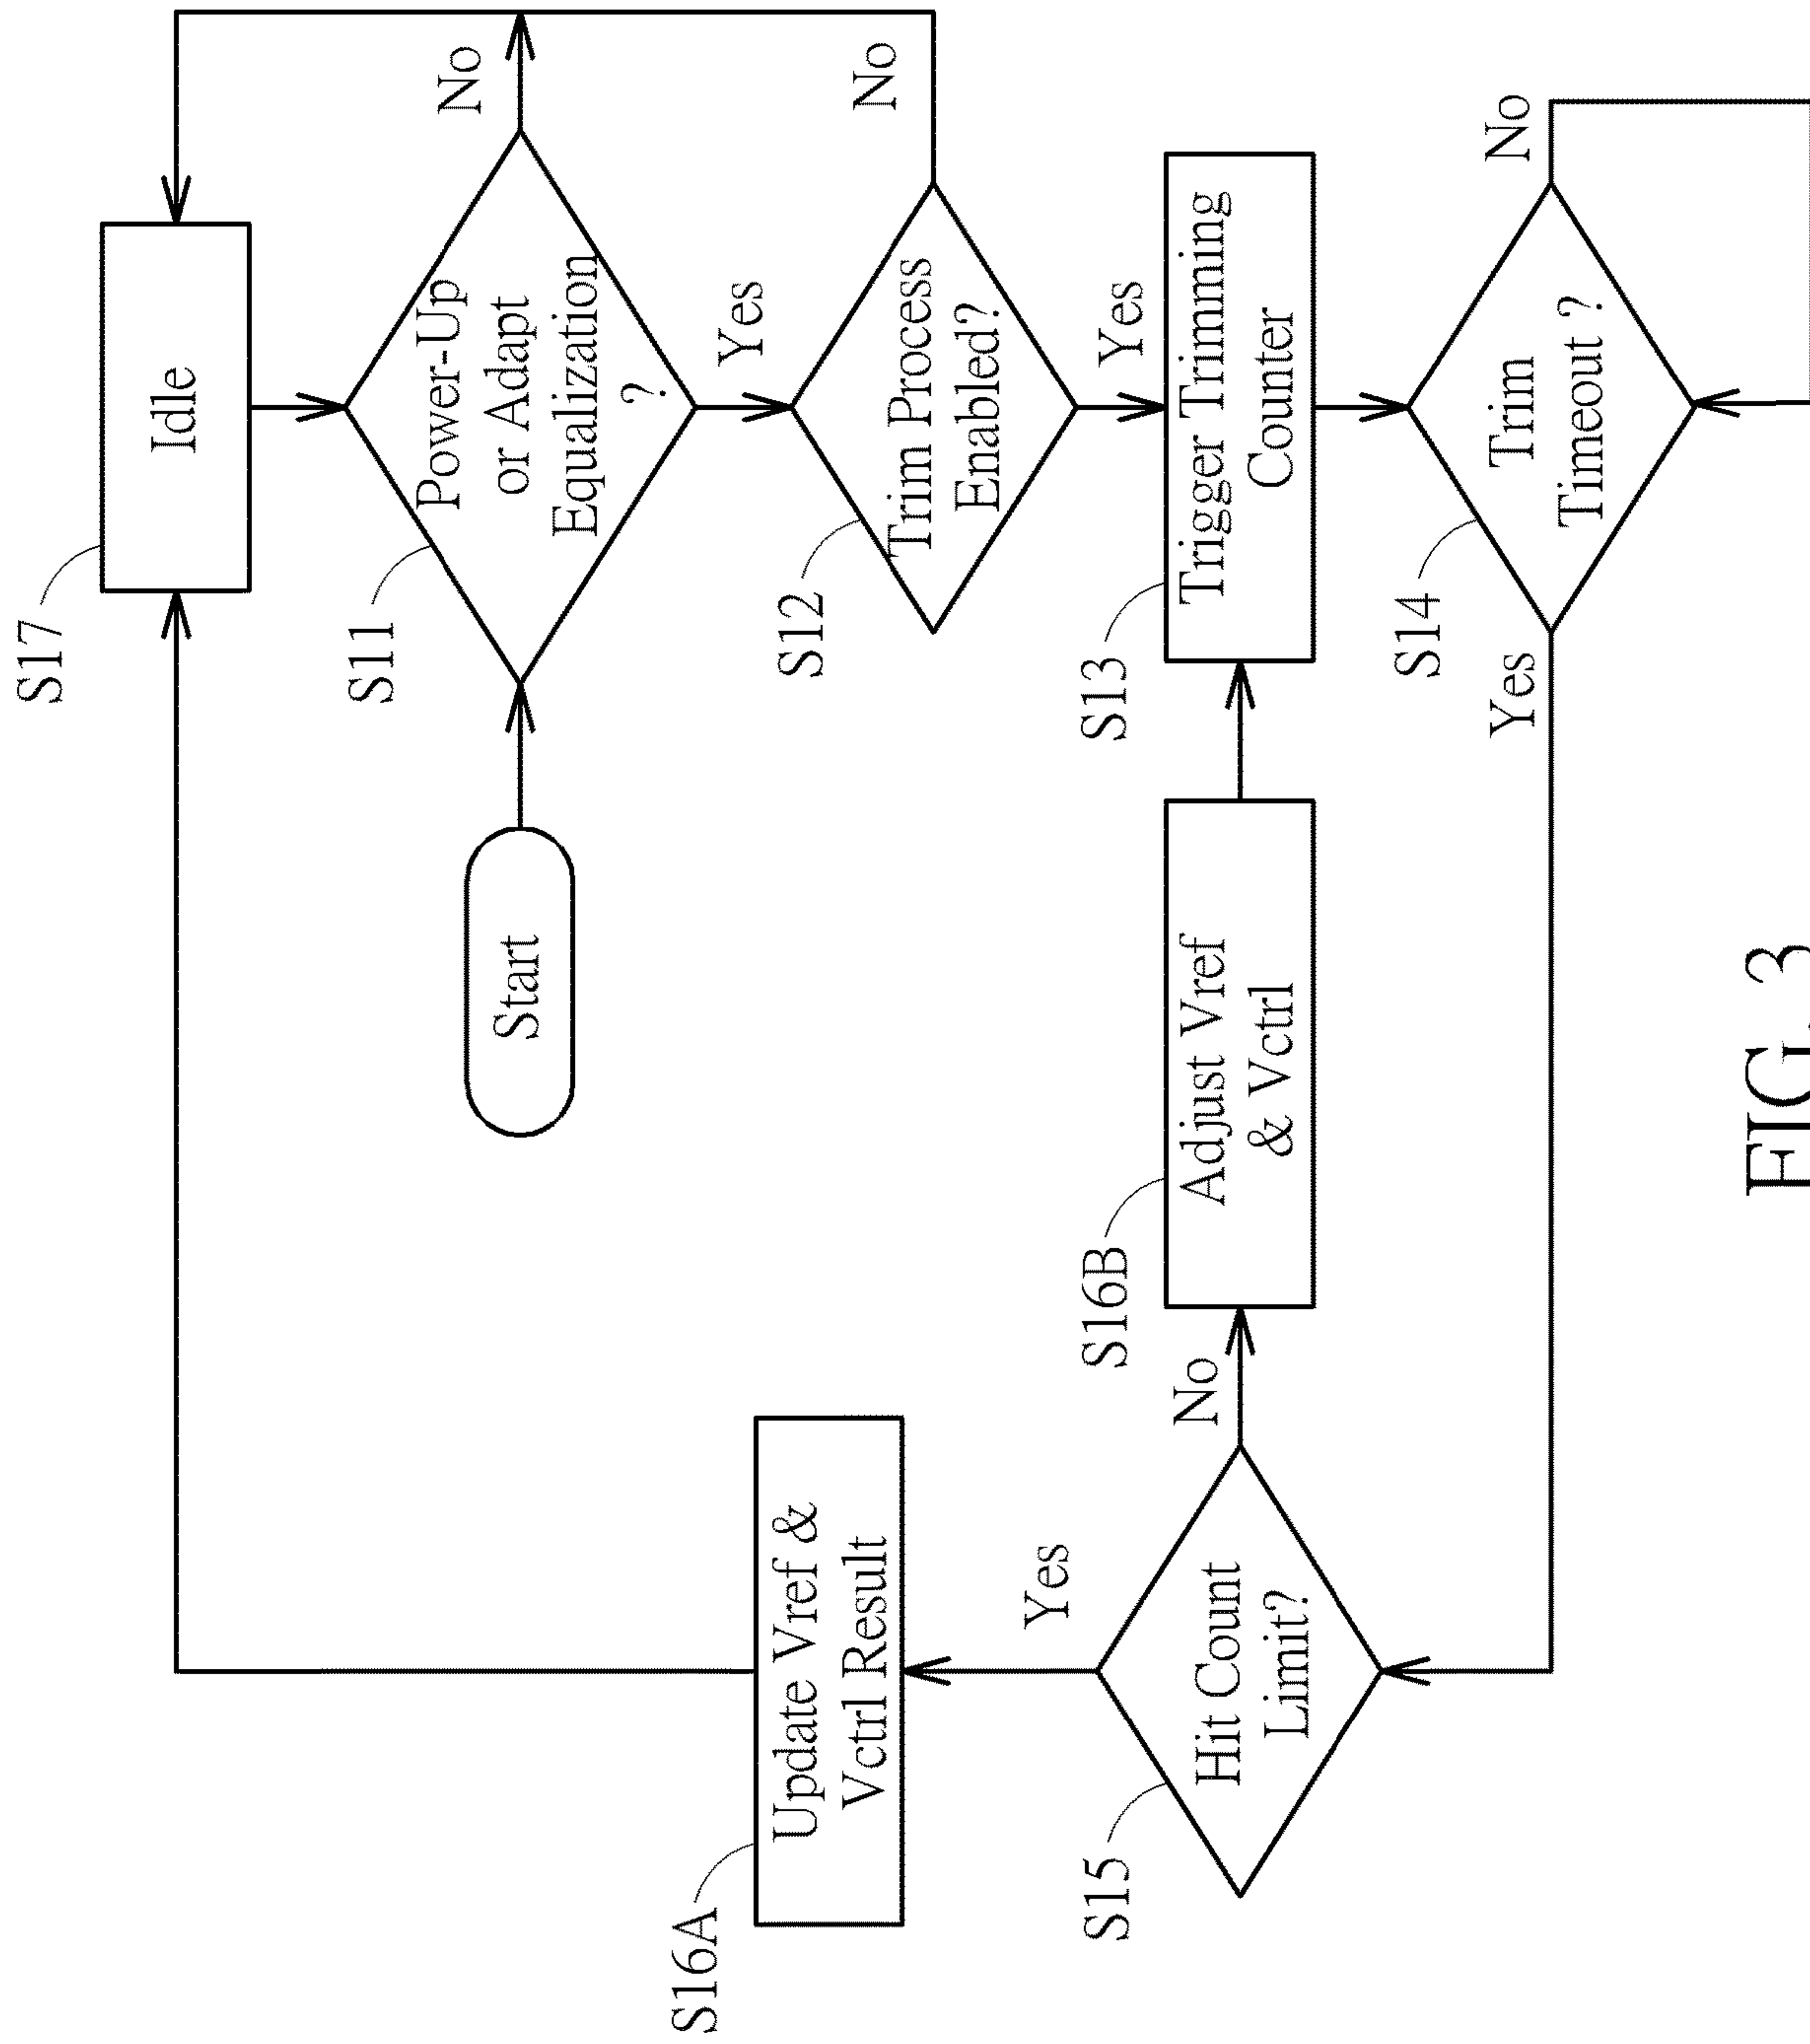 S17
Idle
S11
Power-Up
or Adapt
Equalization
?
No
Yes
Start
S12
Trim Process
Enabled?
No
Yes
S13
Trigger Trimming
Counter
S14
Trim
Timeout ?
No
Yes
S15
Hit Count
Limit?
No
Yes
S16B
Adjust Vref
& Vctrl
S16A
Update Vref &
Vctrl Result
FIG. 3